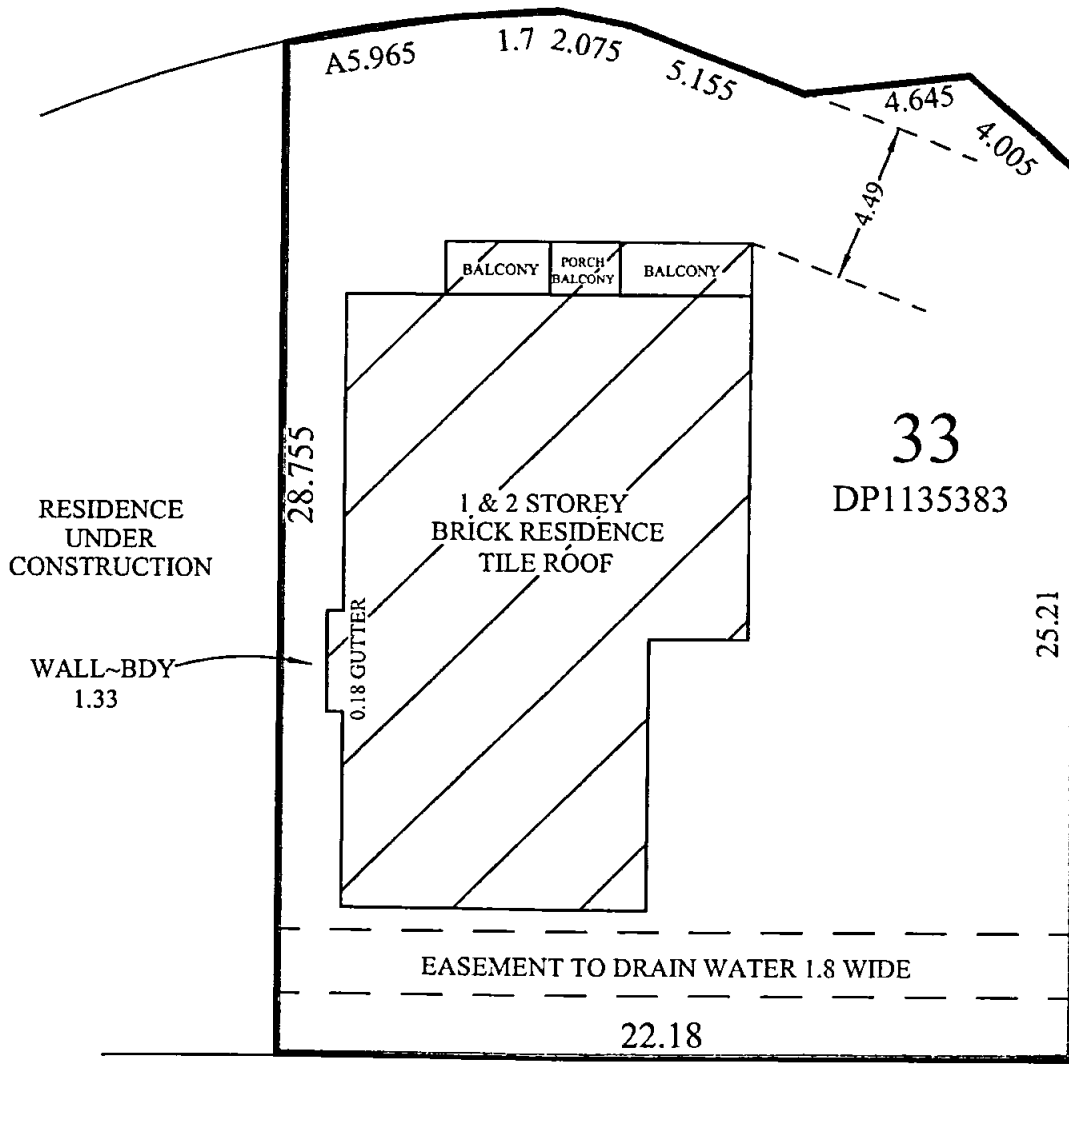 A5.965
1.7
2.075
5.155
4.645
4.005
4.49
BALCONY
PORCH
BALCONY
BALCONY
33
DP1135383
28.755
1 & 2 STOREY
BRICK RESIDENCE
TILE ROOF
RESIDENCE
UNDER
CONSTRUCTION
25.21
0.18 GUTTER
WALL~BDY
1.33
EASEMENT TO DRAIN WATER 1.8 WIDE
22.18